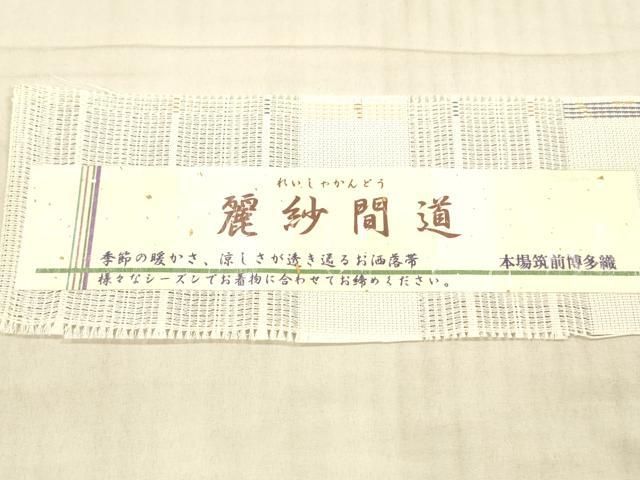 れいしゃかんどう
麗紗間道
季節の暖かさ、涼しさが透き通るお洒落帯
様々なシーズンでお着物に合わせてお締めください。
本場筑前博多織